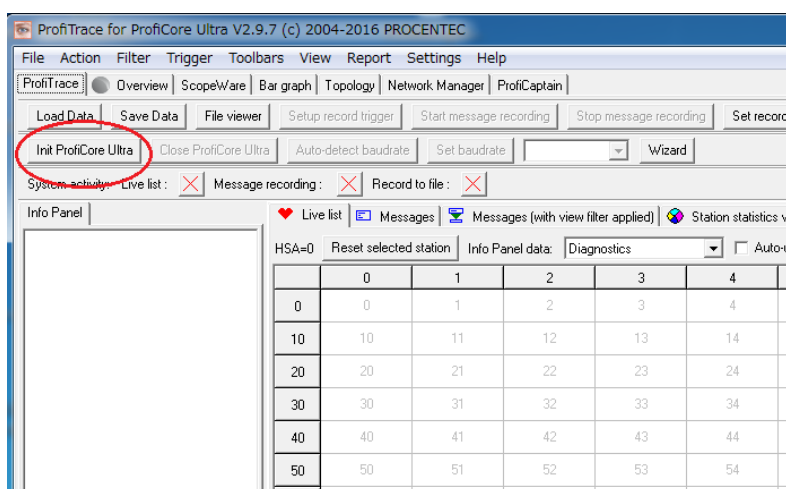 ProfiTrace for ProfiCore Ultra V2.9.7 (c) 2004-2016 PROCENTEC
File Action Filter Trigger Toolbars View Report Settings Help
ProfiTrace Overview ScopeWare Bar graph Topology Network Manager ProfiCaptain
Load Data Save Data File viewer Setup record trigger Start message recording Stop message recording Set recor
Init ProfiCore Ultra Close ProfiCore Ultra Auto-detect baudrate Set baudrate Wizard
System activity: Live list : Message recording : Record to file :
Info Panel Live list Messages Messages (with view filter applied) Station statistics v
HSA=0 Reset selected station Info Panel data: Diagnostics Auto-u
0 1 2 3 4
0 0 1 2 3 4
10 10 11 12 13 14
20 20 21 22 23 24
30 30 31 32 33 34
40 40 41 42 43 44
50 50 51 52 53 54